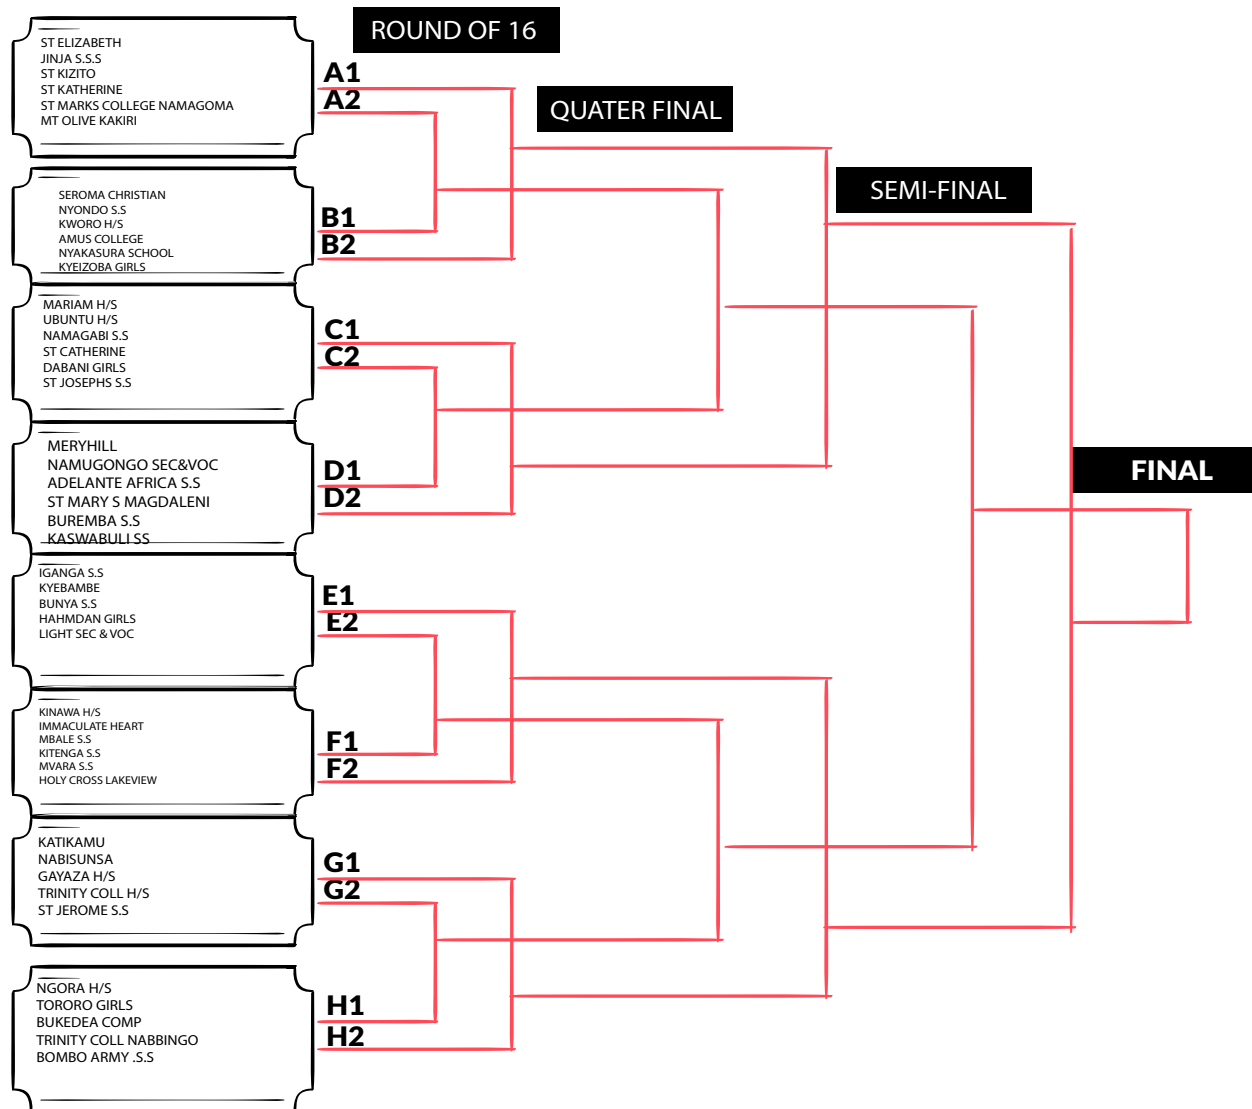 ROUND OF 16
ST ELIZABETH
JINJA S.S.S
ST KIZITO
ST KATHERINE
ST MARKS COLLEGE NAMAGOMA
MT OLIVE KAKIRI
A1
A2
QUATER FINAL
SEROMA CHRISTIAN
NYONDO S.S
KWORO H/S
AMUS COLLEGE
NYAKASURA SCHOOL
KYEIZOBA GIRLS
B1
B2
SEMI-FINAL
MARIAM H/S
UBUNTU H/S
NAMAGABI S.S
ST CATHERINE
DABANI GIRLS
ST JOSEPHS S.S
C1
C2
MERYHILL
NAMUGONGO SEC&VOC
ADELANTE AFRICA S.S
ST MARY S MAGDALENI
BUREMBA S.S
KASWABULI SS
D1
D2
FINAL
IGANGA S.S
KYEBAMBE
BUNYA S.S
HAHMDAN GIRLS
LIGHT SEC & VOC
E1
E2
KINAWA H/S
IMMACULATE HEART
MBALE S.S
KITENGA S.S
MVARA S.S
HOLY CROSS LAKEVIEW
F1
F2
KATIKAMU
NABISUNSA
GAYAZA H/S
TRINITY COLL H/S
ST JEROME S.S
G1
G2
NGORA H/S
TORORO GIRLS
BUKEDEA COMP
TRINITY COLL NABBINGO
BOMBO ARMY .S.S
H1
H2